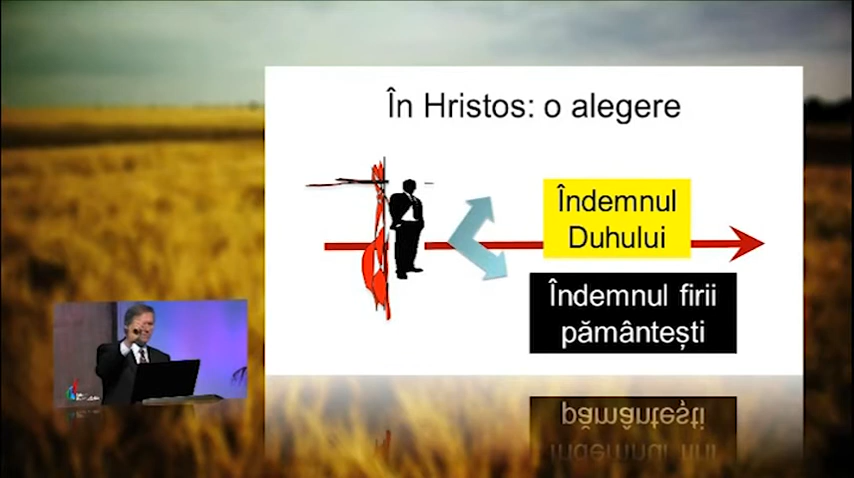 În Hristos: o alegere
Îndemnul
Duhului
Îndemnul firii
pământești